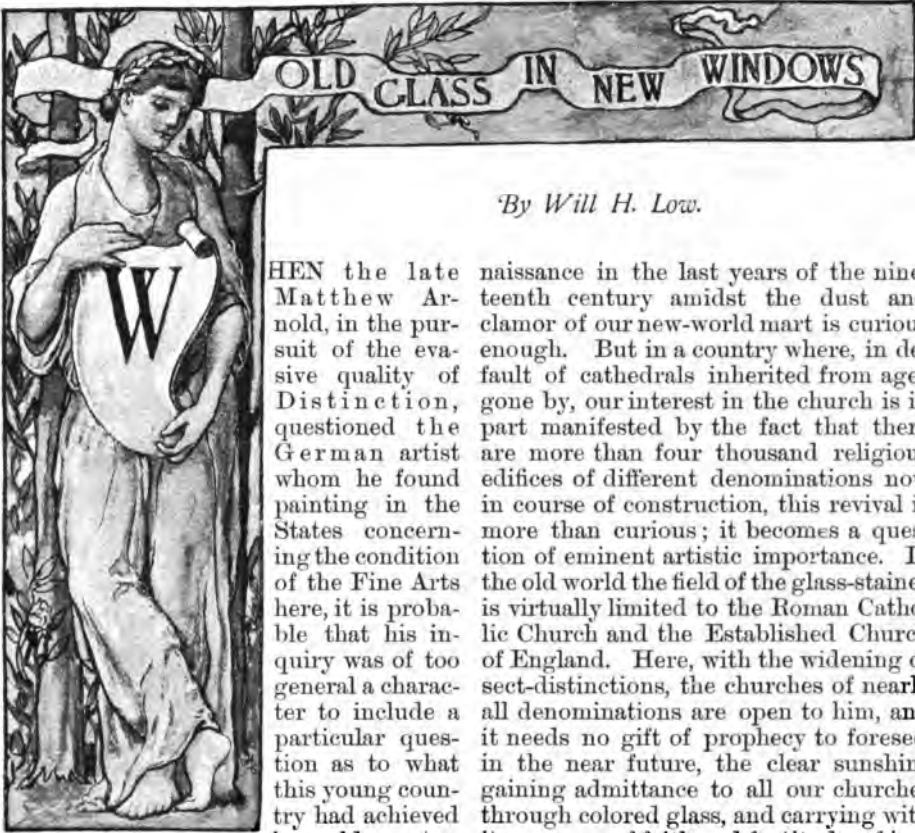 OLD GLASS IN NEW WINDOWS
By Will H. Low.
W
HEN the late
Matthew Ar-
nold, in the pur-
suit of the eva-
sive quality of
Distinction,
questioned the
German artist
whom he found
painting in the
States concern-
ing the condition
of the Fine Arts
here, it is proba-
ble that his in-
quiry was of too
general a charac-
ter to include a
particular ques-
tion as to what
this young coun-
try had achieved
naissance in the last years of the nine
teenth century amidst the dust an
clamor of our new-world mart is curiou
enough. But in a country where, in de
fault of cathedrals inherited from age
gone by, our interest in the church is i
part manifested by the fact that ther
are more than four thousand religiou
edifices of different denominations no
in course of construction, this revival i
more than curious; it becomes a ques
tion of eminent artistic importance. I
the old world the field of the glass-staine
is virtually limited to the Roman Catho
lic Church and the Established Churc
of England. Here, with the widening o
sect-distinctions, the churches of nearl
all denominations are open to him, an
it needs no gift of prophecy to forese
in the near future, the clear sunshin
gaining admittance to all our churche
through colored glass, and carrying wit